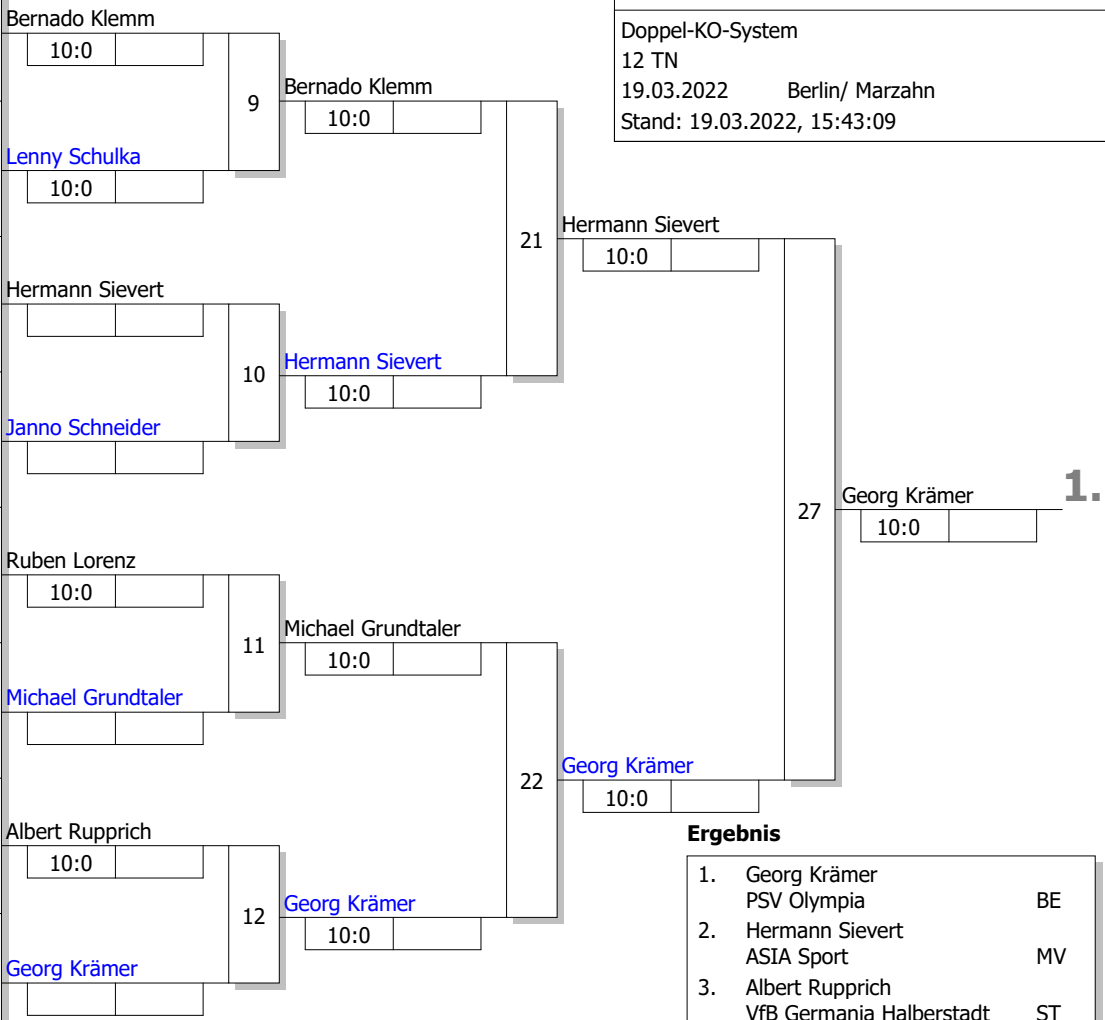 Bernado Klemm
10:0
Doppel-KO-System
12 TN
19.03.2022 Berlin/ Marzahn
Stand: 19.03.2022, 15:43:09
9
Bernado Klemm
10:0
Lenny Schulka
10:0
21
Hermann Sievert
10:0
Hermann Sievert
10
Hermann Sievert
10:0
Janno Schneider
27
Georg Krämer
1.
10:0
Ruben Lorenz
10:0
11
Michael Grundtaler
10:0
Michael Grundtaler
22
Georg Krämer
10:0
Albert Rupprich
10:0
12
Georg Krämer
10:0
Georg Krämer
Ergebnis
1. Georg Krämer
PSV Olympia BE
2. Hermann Sievert
ASIA Sport MV
3. Albert Rupprich
VfB Germania Halberstadt ST